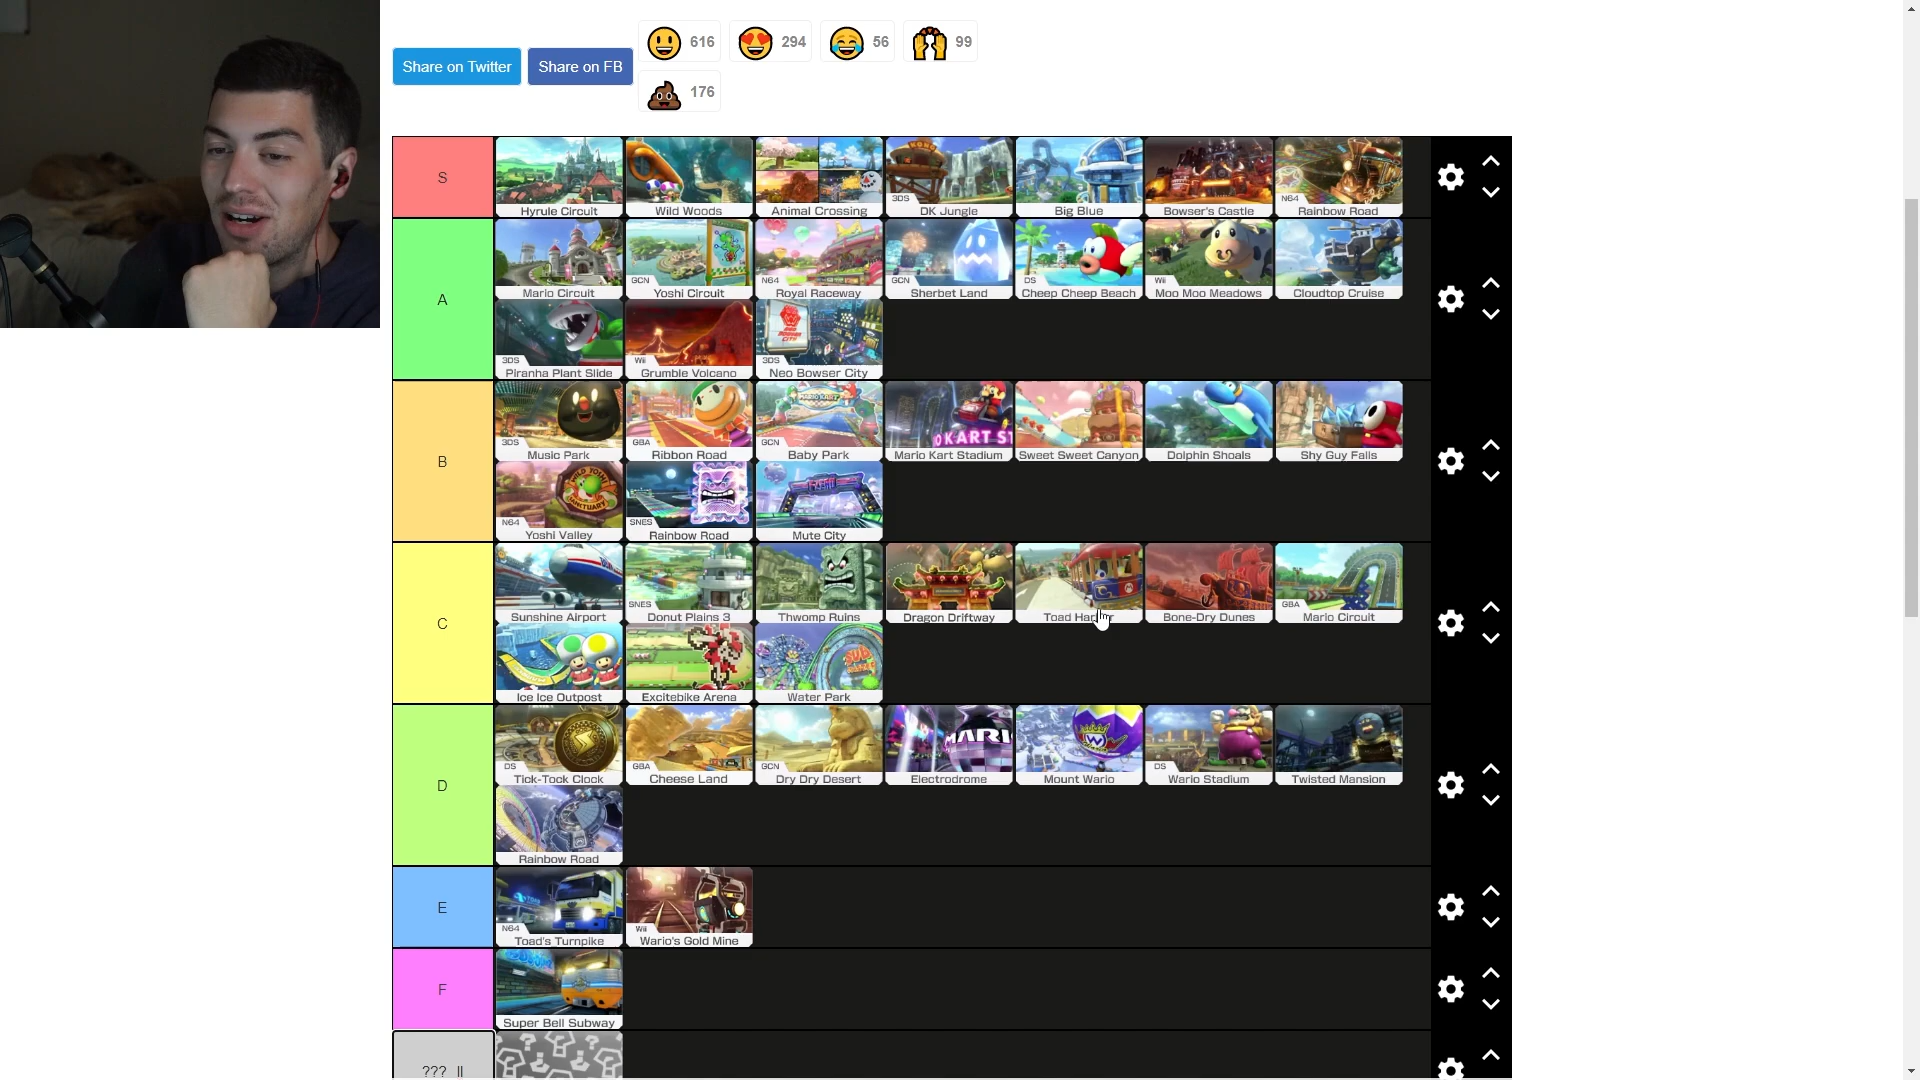 616 294 56 99
Share on Twitter Share on FB
176
S
3DS N64
Hyrule Circuit Wild Woods Animal Crossing DK Jungle Big Blue Bowser's Castle Rainbow Road
A
GCN N64 GCN DS Wii
Mario Circuit Yoshi Circuit Royal Raceway Sherbet Land Cheep Cheep Beach Moo Moo Meadows Cloudtop Cruise
3DS Wii 3DS
Piranha Plant Slide Grumble Volcano Neo Bowser City
B
3DS GBA GCN
Music Park Ribbon Road Baby Park Mario Kart Stadium Sweet Sweet Canyon Dolphin Shoals Shy Guy Falls
N64 SNES
Yoshi Valley Rainbow Road Mute City
C
SNES GBA
Sunshine Airport Donut Plains 3 Thwomp Ruins Dragon Driftway Toad Bone-Dry Dunes Mario Circuit
Ice Ice Outpost Excitebike Arena Water Park
D
DS GBA GCN DS
Tick-Tock Clock Cheese Land Dry Dry Desert Electrodrome Mount Wario Wario Stadium Twisted Mansion
Rainbow Road
E
N64 Wii
Toad's Turnpike Wario's Gold Mine
F
Super Bell Subway
??? II